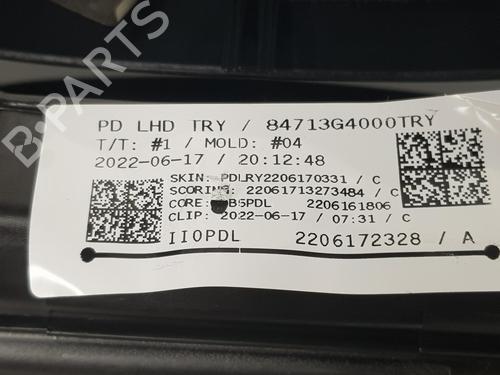 PD LHD TRY / 84713G4000TRY
T/T: #1 / MOLD: #04
2022-06-17 / 20:12:48
SKIN: PDLRY2206170331 / C
SCORING: 22061713273484 / C
CORE: B5PDL 2206161806
CLIP: 2022-06-17 / 07:31 / C
II0PDL 2206172328 / A
B-PARTS